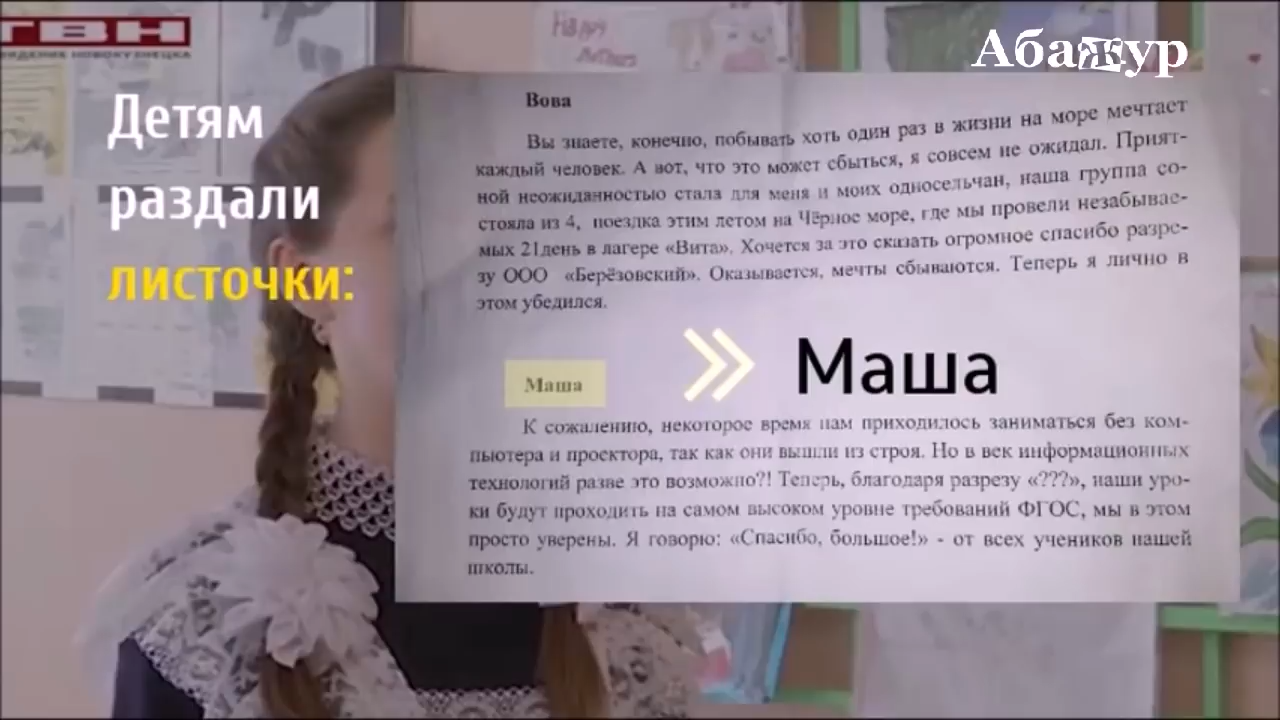 ТВН
НОВОКУЗНЕЦКА
Абажур
Детям
раздали
листочки:
Вова
Вы знаете, конечно, побывать хоть один раз в жизни на море мечтает
каждый человек. А вот, что это может сбыться, я совсем не ожидал. Прият-
ной неожиданностью стала для меня и моих односельчан, наша группа со-
стояла из 4, поездка этим летом на Чёрное море, где мы провели незабывае-
мых 21день в лагере «Вита». Хочется за это сказать огромное спасибо разре-
зу ООО «Берёзовский». Оказывается, мечты сбываются. Теперь я лично в
этом убедился.
Маша
Маша
К сожалению, некоторое время нам приходилось заниматься без ком-
пьютера и проектора, так как они вышли из строя. Но в век информационных
технологий разве это возможно?! Теперь, благодаря разрезу «???», наши уро-
ки будут проходить на самом высоком уровне требований ФГОС, мы в этом
просто уверены. Я говорю: «Спасибо, большое!» - от всех учеников нашей
школы.